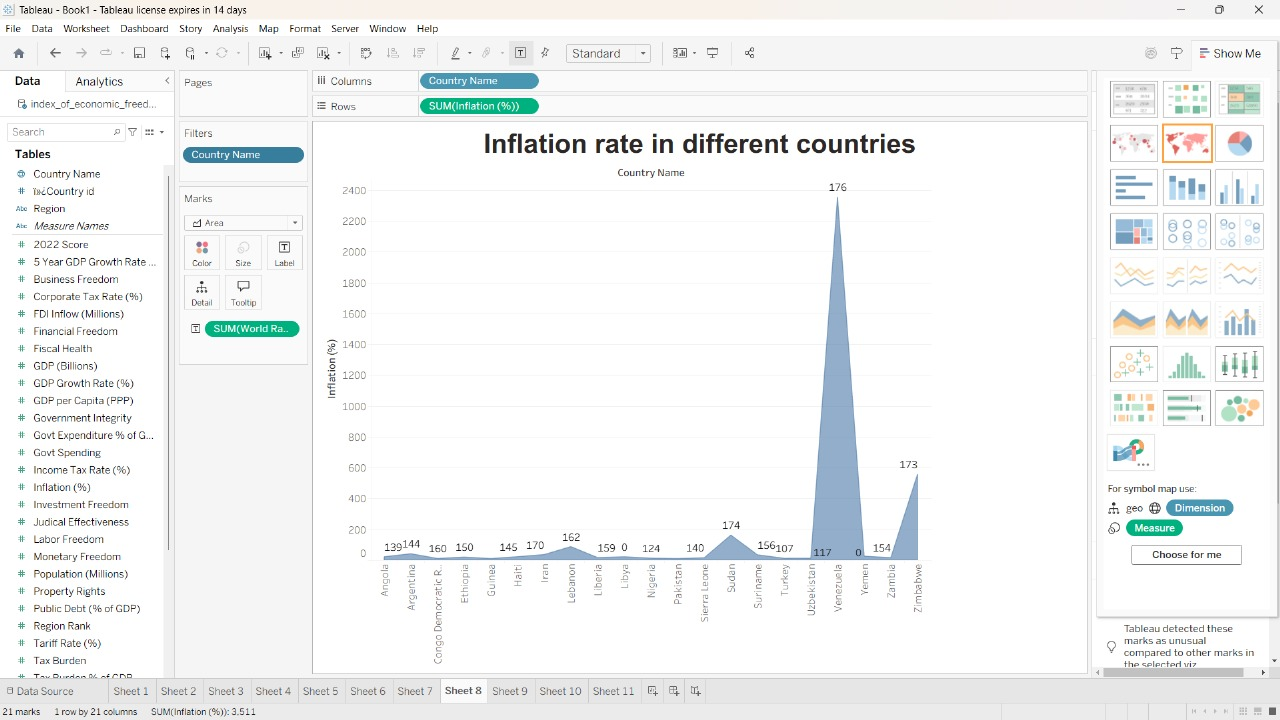 Tableau - Book1 - Tableau license expires in 14 days
File Data Worksheet Dashboard Story Analysis Map Format Server Window Help
Standard
Show Me
Data Analytics
index_of_economic_freed...
Search
Tables
Country Name
ï»¿Country id
Region
Abc
Measure Names
Abc
2022 Score
5 Year GDP Growth Rate ...
Business Freedom
Corporate Tax Rate (%)
FDI Inflow (Millions)
Financial Freedom
Fiscal Health
GDP (Billions)
GDP Growth Rate (%)
GDP per Capita (PPP)
Government Integrity
Govt Expenditure % of G...
Govt Spending
Income Tax Rate (%)
Inflation (%)
Investment Freedom
Judical Effectiveness
Labor Freedom
Monetary Freedom
Population (Millions)
Property Rights
Public Debt (% of GDP)
Region Rank
Tariff Rate (%)
Tax Burden
Tax Burden % of GDP
Pages
Filters
Country Name
Marks
Area
Color Size Label
Detail Tooltip
SUM(World Ra..
Columns Country Name
Rows SUM(Inflation (%))
Inflation rate in different countries
Country Name
Inflation (%)
2400
2200
2000
1800
1600
1400
1200
1000
800
600
400
200
0
139 144 160 150 145 170 162 159 0 124 140 174 156 107 117 176 0 154 173
Angola
Argentina
Congo Democratic R..
Ethiopia
Guinea
Haiti
Iran
Lebanon
Liberia
Libya
Nigeria
Pakistan
Sierra Leone
Sudan
Suriname
Turkey
Uzbekistan
Venezuela
Yemen
Zambia
Zimbabwe
For symbol map use:
geo Dimension
Measure
Choose for me
Tableau detected these
marks as unusual
compared to other marks in
the selected viz
Data Source Sheet 1 Sheet 2 Sheet 3 Sheet 4 Sheet 5 Sheet 6 Sheet 7 Sheet 8 Sheet 9 Sheet 10 Sheet 11
21 marks 1 row by 21 columns SUM(Inflation (%)): 3,511